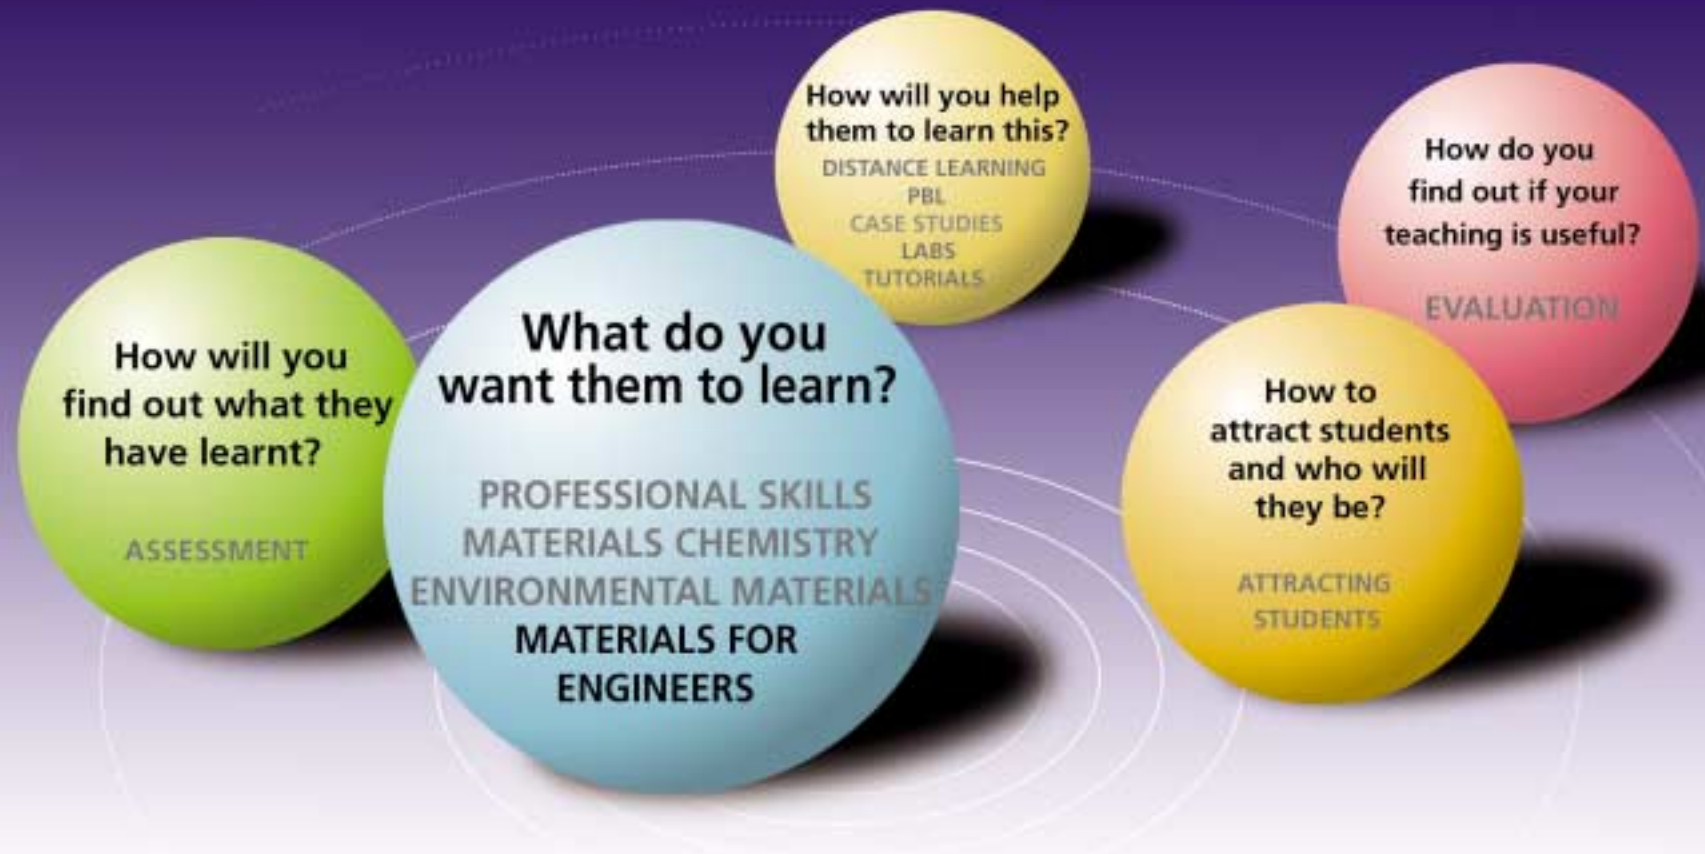 How will you help
them to learn this?
DISTANCE LEARNING
PBL
CASE STUDIES
LABS
TUTORIALS
How do you
find out if your
teaching is useful?
EVALUATION
How will you
find out what they
have learnt?
ASSESSMENT
What do you
want them to learn?
PROFESSIONAL SKILLS
MATERIALS CHEMISTRY
ENVIRONMENTAL MATERIALS
MATERIALS FOR
ENGINEERS
How to
attract students
and who will
they be?
ATTRACTING
STUDENTS